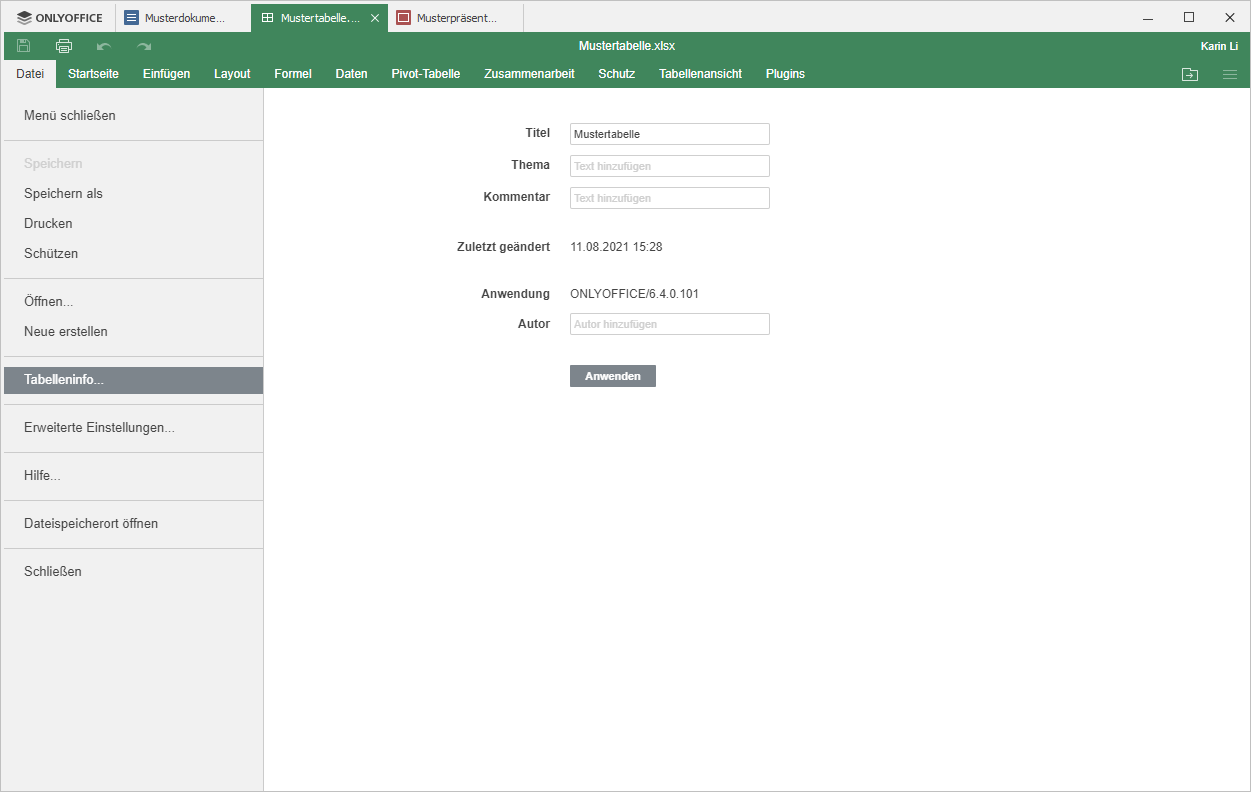 ONLYOFFICE Musterdokume... Mustertabelle.... Musterpräsent...
Mustertabelle.xlsx Karin Li
Datei Startseite Einfügen Layout Formel Daten Pivot-Tabelle Zusammenarbeit Schutz Tabellenansicht Plugins
Menü schließen
Speichern
Speichern als
Drucken
Schützen
Öffnen...
Neue erstellen
Tabelleninfo...
Erweiterte Einstellungen...
Hilfe...
Dateispeicherort öffnen
Schließen
Titel Mustertabelle
Thema Text hinzufügen
Kommentar Text hinzufügen
Zuletzt geändert 11.08.2021 15:28
Anwendung ONLYOFFICE/6.4.0.101
Autor Autor hinzufügen
Anwenden